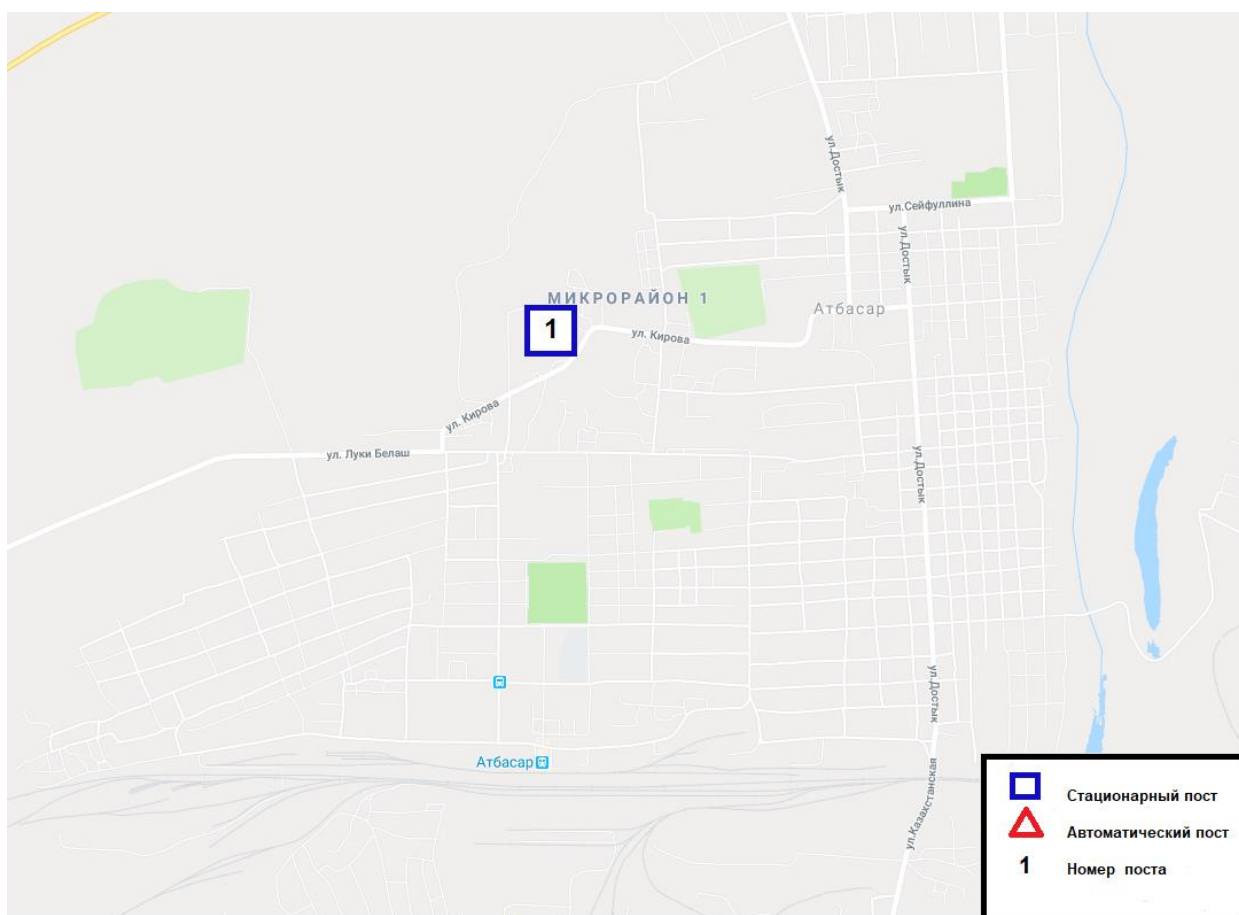 ул.Достык
ул.Сейфуллина
ул.Достык
МИКРОРАЙОН 1
Атбасар
1
ул. Кирова
ул. Кирова
ул. Луки Белаш
ул.Достык
ул.Достык
Атбасар
ул.Казахстанская
Стационарный пост
Автоматический пост
1 Номер поста